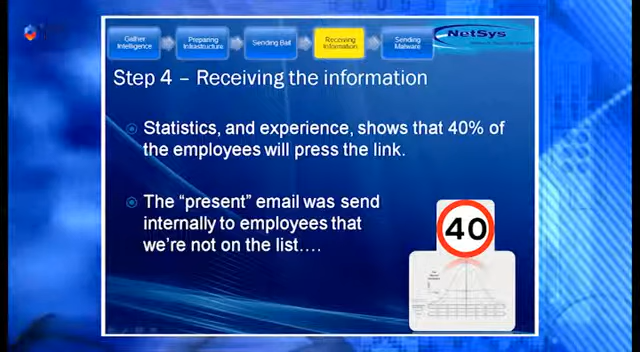 Gather
Intelligence
Preparing
Infrastructure
Sending Bait
Receiving
Information
Sending
Malware
NetSys
Step 4 – Receiving the information
Statistics, and experience, shows that 40% of
the employees will press the link.
The “present” email was send
internally to employees that
we’re not on the list….
40